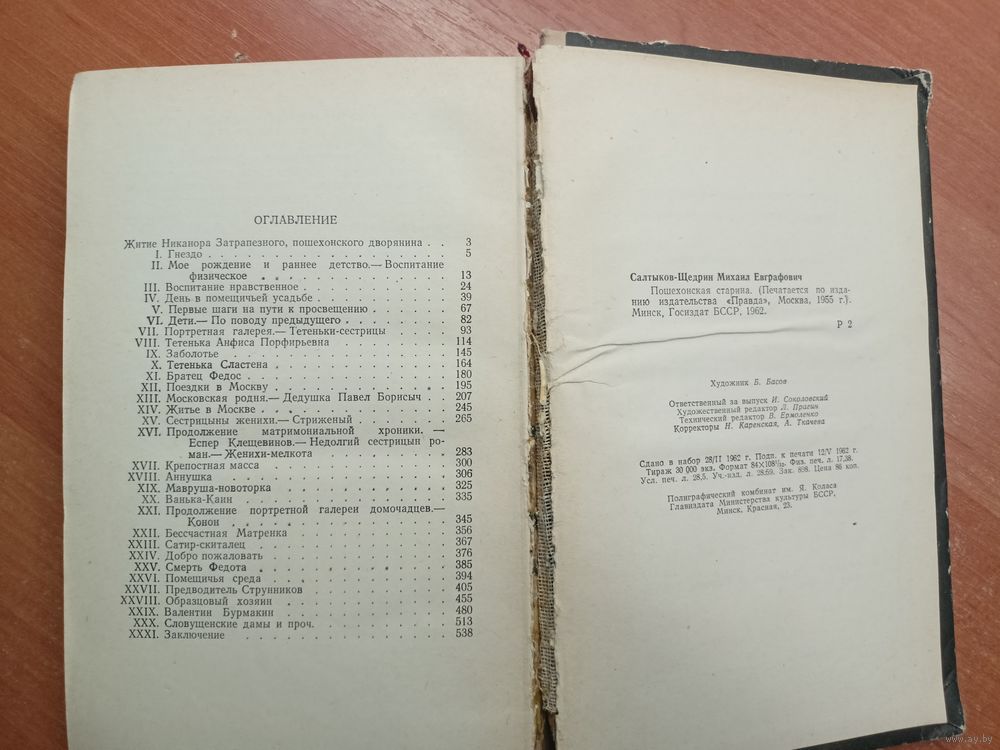 ОГЛАВЛЕНИЕ
Житие Никанора Затрапезного, пошехонского дворянина . . 3
I. Гнездо . . . . . . . . . . . . . . . . . . 5
II. Мое рождение и раннее детство.— Воспитание
физическое . . . . . . . . . . . . . . 13
III. Воспитание нравственное . . . . . . . . . . 24
IV. День в помещичьей усадьбе . . . . . . . . . 39
V. Первые шаги на пути к просвещению . . . . . 67
VI. Дети.— По поводу предыдущего . . . . . . . 82
VII. Портретная галерея.— Тетеньки-сестрицы . . . . 93
VIII. Тетенька Анфиса Порфирьевна . . . . . . . 114
IX. Заболотье . . . . . . . . . . . . . . . 145
X. Тетенька Сластена . . . . . . . . . . . . 164
XI. Братец Федос . . . . . . . . . . . . . . 180
XII. Поездки в Москву . . . . . . . . . . . . 195
XIII. Московская родня.— Дедушка Павел Борисыч . . 207
XIV. Житье в Москве . . . . . . . . . . . . . 245
XV. Сестрицыны женихи.— Стриженый . . . . . . 265
XVI. Продолжение матримониальной хроники. —
Еспер Клещевинов.— Недолгий сестрицын ро-
ман.— Женихи-мелкота . . . . . . . . . 283
XVII. Крепостная масса . . . . . . . . . . . . 300
XVIII. Аннушка . . . . . . . . . . . . . . . . 306
XIX. Мавруша-новоторка . . . . . . . . . . . . 325
XX. Ванька-Каин . . . . . . . . . . . . . . 335
XXI. Продолжение портретной галереи домочадцев.—
Конон . . . . . . . . . . . . . . . . 345
XXII. Бессчастная Матренка . . . . . . . . . . . 356
XXIII. Сатир-скиталец . . . . . . . . . . . . . 367
XXIV. Добро пожаловать . . . . . . . . . . . . 376
XXV. Смерть Федота . . . . . . . . . . . . . . 385
XXVI. Помещичья среда . . . . . . . . . . . . . 394
XXVII. Предводитель Струнников . . . . . . . . . . 405
XXVIII. Образцовый хозяин . . . . . . . . . . . . 455
XXIX. Валентин Бурмакин . . . . . . . . . . . . 480
XXX. Словущенские дамы и проч. . . . . . . . . . 513
XXXI. Заключение . . . . . . . . . . . . . . . 538
Салтыков-Щедрин Михаил Евграфович
Пошехонская старина. (Печатается по изда-
нию издательства «Правда», Москва, 1955 г.).
Минск, Госиздат БССР, 1962.
Р 2
Художник Б. Басов
Ответственный за выпуск И. Соколовский
Художественный редактор Л. Прагин
Технический редактор В. Ермоленко
Корректоры Н. Каренская, А. Ткачева
Сдано в набор 28/II 1962 г. Подп. к печати 12/IV 1962 г.
Тираж 30 000 экз. Формат 84×108¹/₃₂. Физ. печ. л. 17,38.
Усл. печ. л. 28,5. Уч.-изд. л. 28,69. Зак. 898. Цена 86 коп.
Полиграфический комбинат им. Я. Коласа
Главиздата Министерства культуры БССР,
Минск, Красная, 23.
www.ay.by